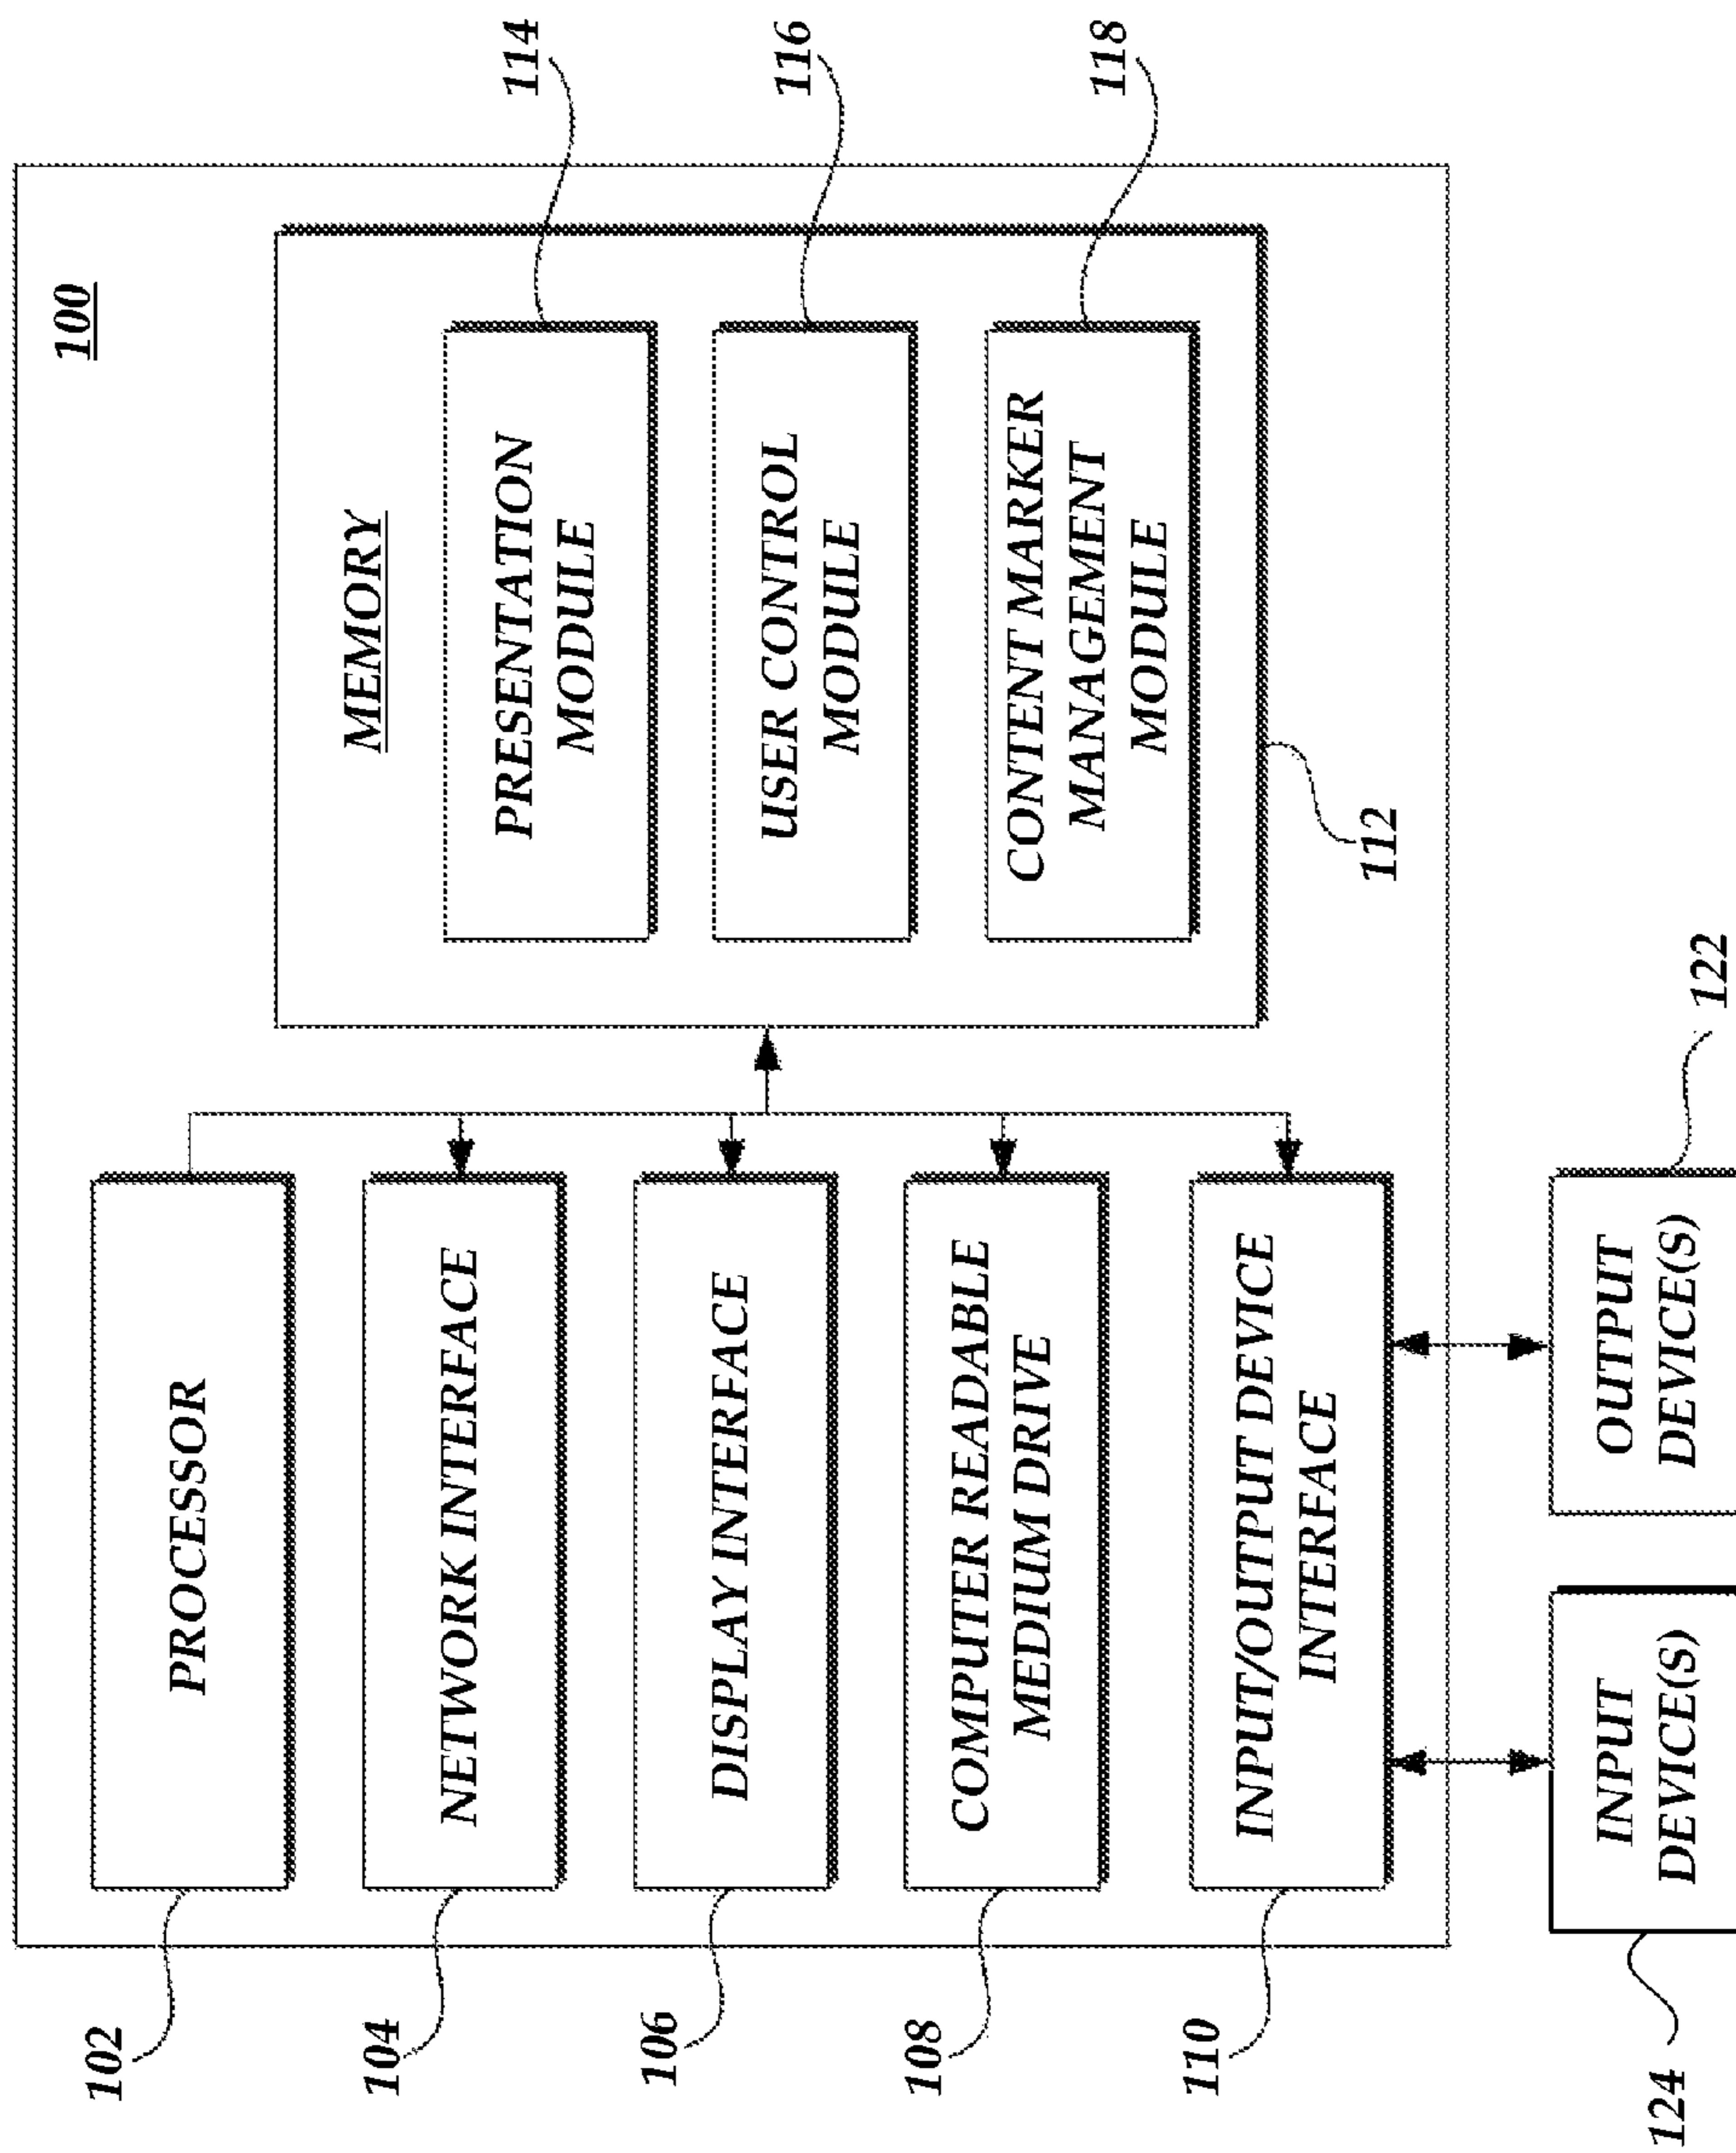 100
102
PROCESSOR
104
NETWORK INTERFACE
106
DISPLAY INTERFACE
108
COMPUTER READABLE
MEDIUM DRIVE
110
INPUT/OUTPUT DEVICE
INTERFACE
MEMORY
PRESENTATION
MODULE
114
USER CONTROL
MODULE
116
CONTENT MARKER
MANAGEMENT
MODULE
118
112
124
INPUT
DEVICE(S)
OUTPUT
DEVICE(S)
122